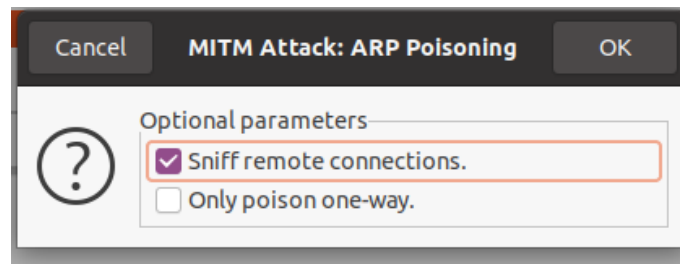 Cancel MITM Attack: ARP Poisoning OK
Optional parameters
Sniff remote connections.
Only poison one-way.